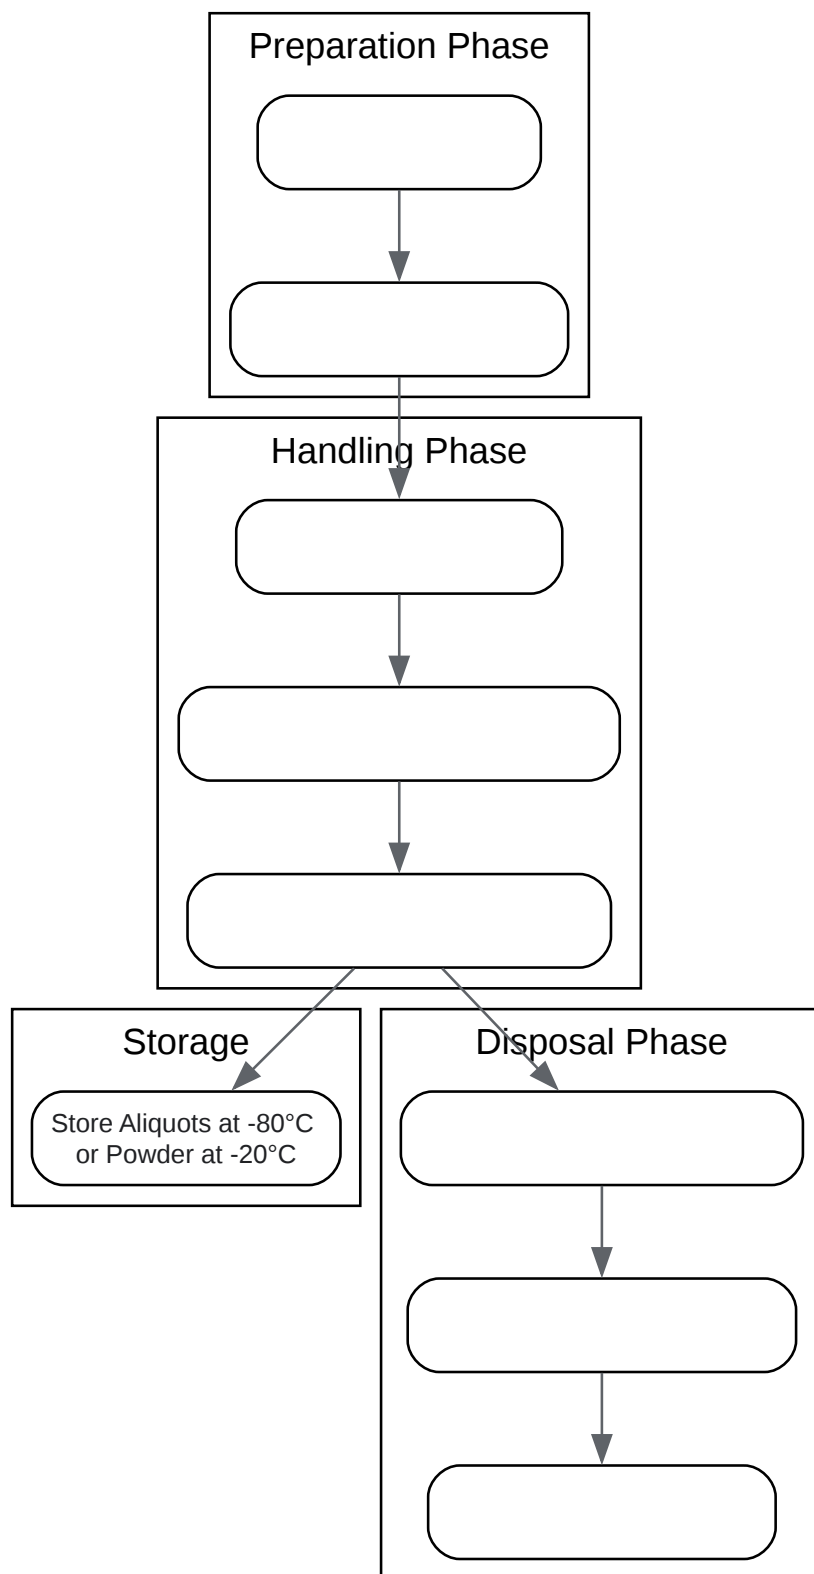 Preparation Phase
Handling Phase
Storage
Disposal Phase
Store Aliquots at -80°C
or Powder at -20°C